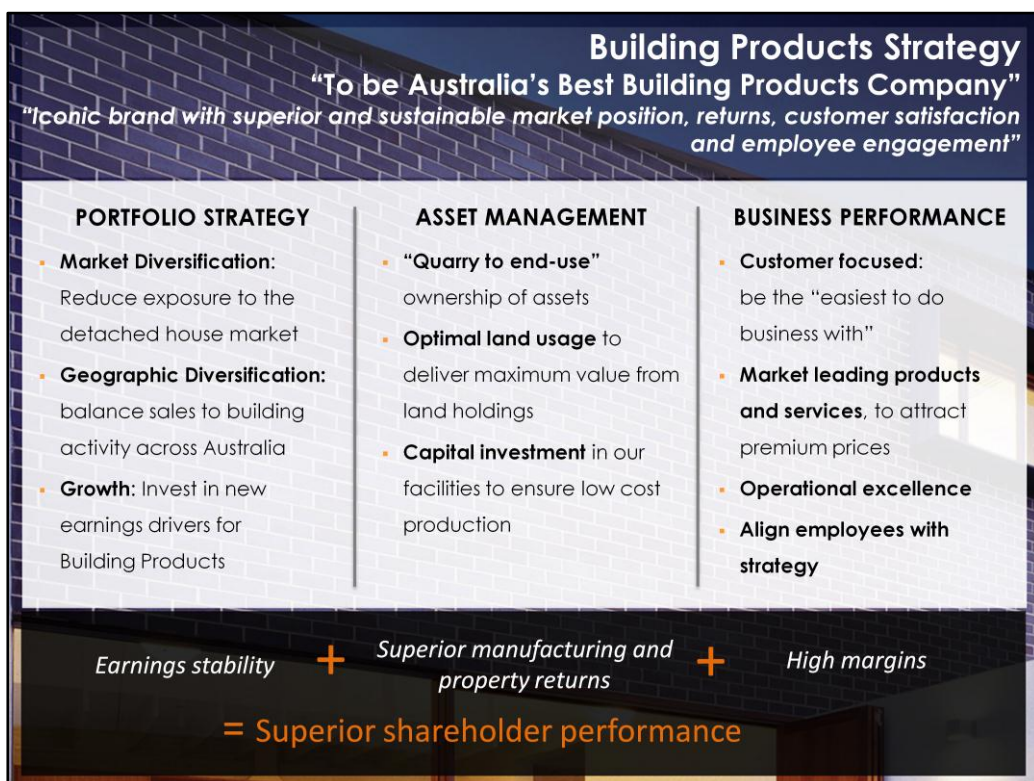 Building Products Strategy
“To be Australia’s Best Building Products Company”
“Iconic brand with superior and sustainable market position, returns, customer satisfaction
and employee engagement”
PORTFOLIO STRATEGY
▪ Market Diversification:
Reduce exposure to the
detached house market
▪ Geographic Diversification:
balance sales to building
activity across Australia
▪ Growth: Invest in new
earnings drivers for
Building Products
ASSET MANAGEMENT
▪ “Quarry to end-use”
ownership of assets
▪ Optimal land usage to
deliver maximum value from
land holdings
▪ Capital investment in our
facilities to ensure low cost
production
BUSINESS PERFORMANCE
▪ Customer focused:
be the “easiest to do
business with”
▪ Market leading products
and services, to attract
premium prices
▪ Operational excellence
▪ Align employees with
strategy
Earnings stability + Superior manufacturing and
property returns + High margins
= Superior shareholder performance